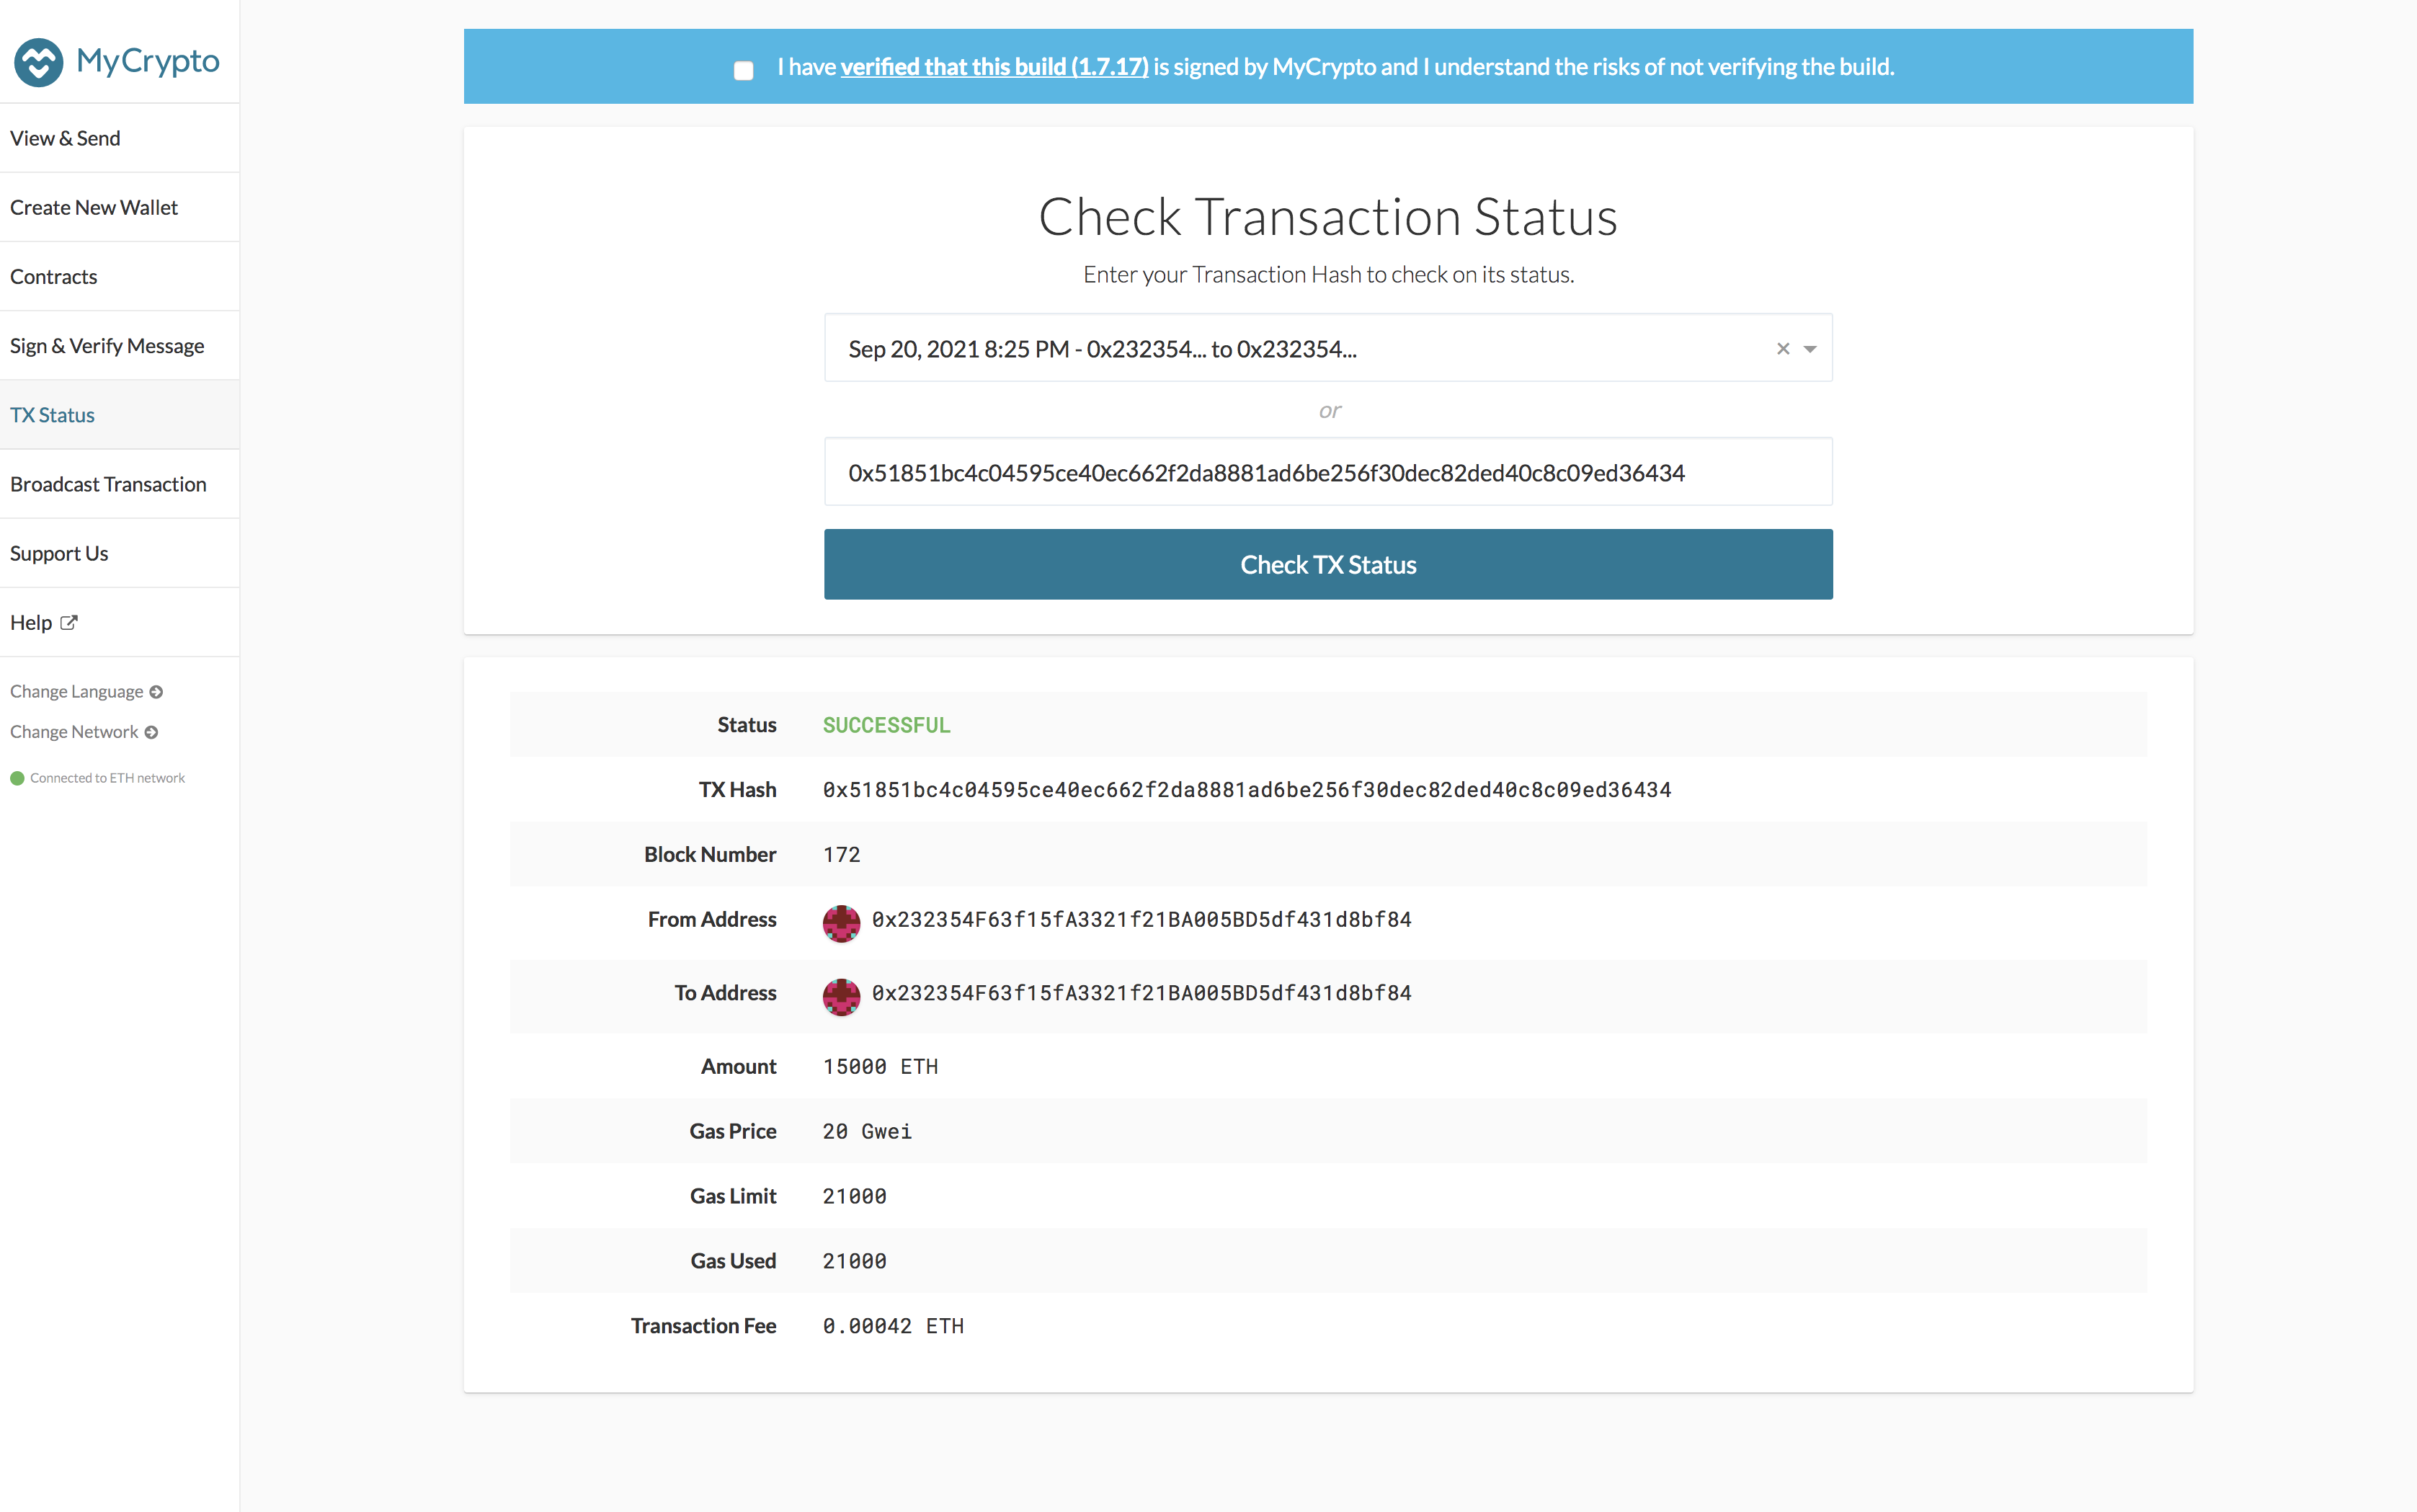 MyCrypto
View & Send
Create New Wallet
Contracts
Sign & Verify Message
TX Status
Broadcast Transaction
Support Us
Help
Change Language
Change Network
Connected to ETH network
I have verified that this build (1.7.17) is signed by MyCrypto and I understand the risks of not verifying the build.
Check Transaction Status
Enter your Transaction Hash to check on its status.
Sep 20, 2021 8:25 PM - 0x232354... to 0x232354...
or
0x51851bc4c04595ce40ec662f2da8881ad6be256f30dec82ded40c8c09ed36434
Check TX Status
Status SUCCESSFUL
TX Hash 0x51851bc4c04595ce40ec662f2da8881ad6be256f30dec82ded40c8c09ed36434
Block Number 172
From Address 0x232354F63f15fA3321f21BA005BD5df431d8bf84
To Address 0x232354F63f15fA3321f21BA005BD5df431d8bf84
Amount 15000 ETH
Gas Price 20 Gwei
Gas Limit 21000
Gas Used 21000
Transaction Fee 0.00042 ETH